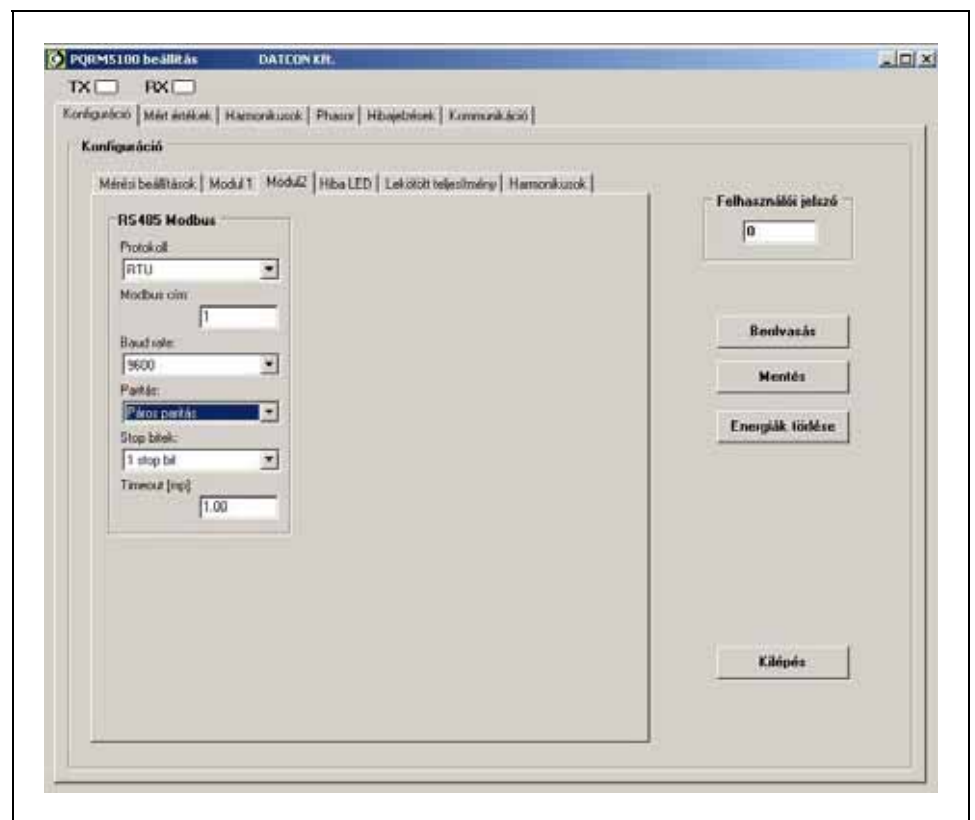 PQRM5100 beállítás DATCON Kft.
TX RX
Konfiguráció Mért értékek Harmonikusok Phasor Hibajelzések Kommunikáció
Konfiguráció
Mérési beállítások Modul 1 Modul2 Hiba LED Lekötött teljesítmény Harmonikusok
Felhasználói jelszó
0
RS485 Modbus
Protokoll:
RTU
Modbus cím:
1
Baud rate:
9600
Paritás:
Páros paritás
Stop bitek:
1 stop bit
Timeout [mp]
1.00
Beolvasás
Mentés
Energiák törlése
Kilépés